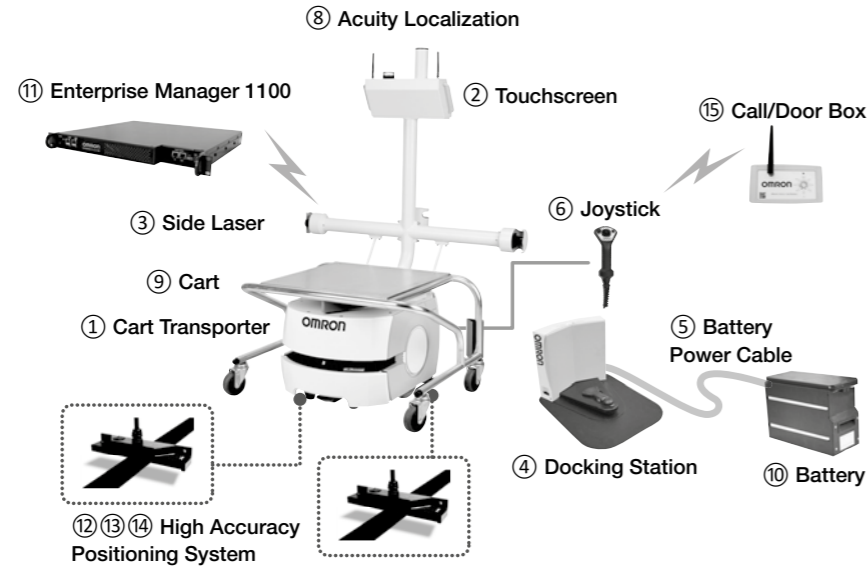 ⑧ Acuity Localization
⑪ Enterprise Manager 1100
② Touchscreen
⑮ Call/Door Box
OMRON
③ Side Laser
⑥ Joystick
⑨ Cart
① Cart Transporter
OMRON
OMRON
⑤ Battery
Power Cable
④ Docking Station
⑩ Battery
⑫⑬⑭ High Accuracy
Positioning System